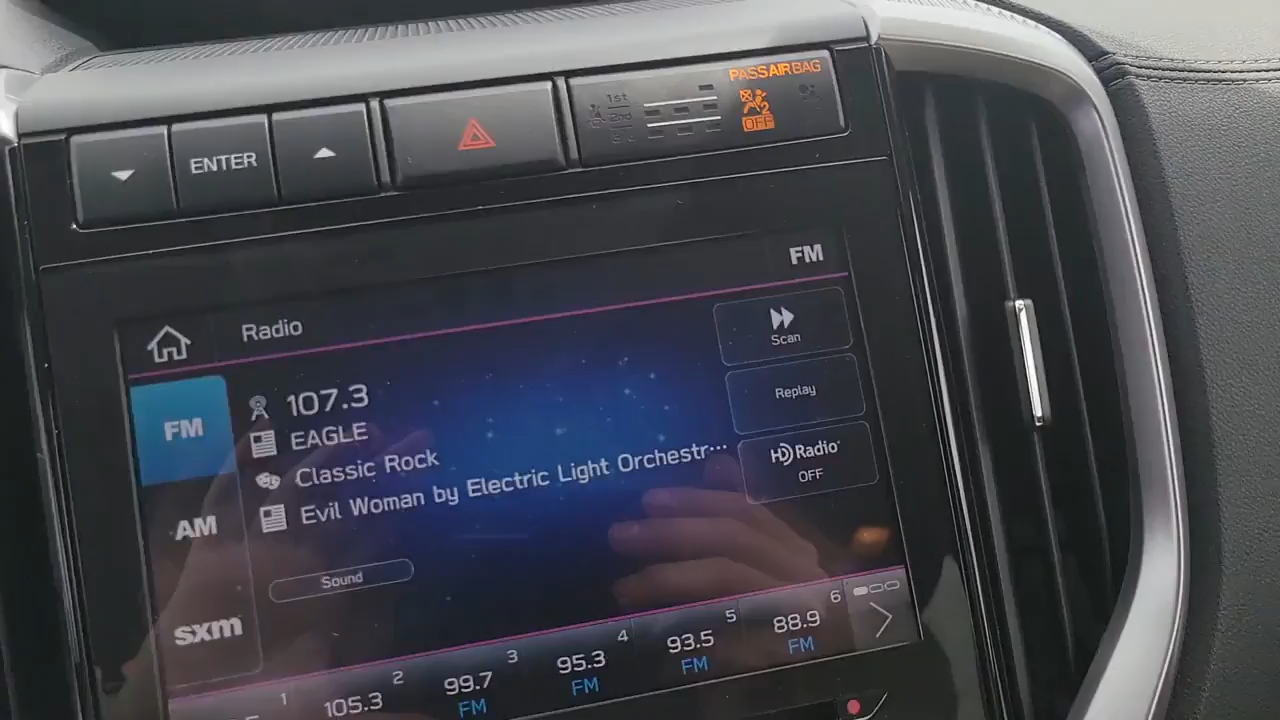 PASS AIR BAG
1st
2nd
2
OFF
ENTER
FM
Radio
Scan
FM
107.3
EAGLE
Replay
Classic Rock
HD Radio
OFF
Evil Woman by Electric Light Orchestr...
AM
Sound
sxm
1
2
3
4
5
6
105.3
99.7
95.3
93.5
88.9
FM
FM
FM
FM